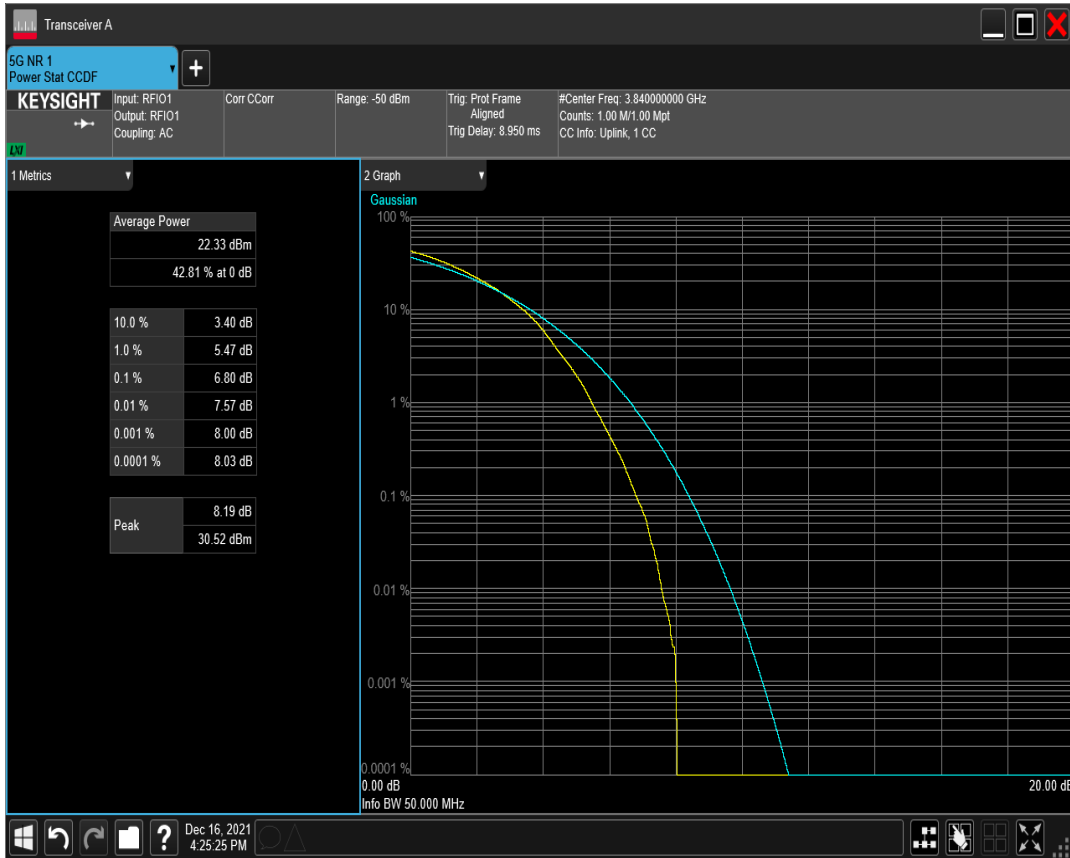 Transceiver A
5G NR 1
Power Stat CCDF
+
KEYSIGHT
LXI
Input: RFIO1
Output: RFIO1
Coupling: AC
Corr CCorr
Range: -50 dBm
Trig: Prot Frame
Aligned
Trig Delay: 8.950 ms
#Center Freq: 3.840000000 GHz
Counts: 1.00 M/1.00 Mpt
CC Info: Uplink, 1 CC
1 Metrics
Average Power
22.33 dBm
42.81 % at 0 dB
10.0 % 3.40 dB
1.0 % 5.47 dB
0.1 % 6.80 dB
0.01 % 7.57 dB
0.001 % 8.00 dB
0.0001 % 8.03 dB
Peak 8.19 dB
30.52 dBm
2 Graph
Gaussian
100 %
10 %
1 %
0.1 %
0.01 %
0.001 %
0.0001 %
0.00 dB 20.00 dB
Info BW 50.000 MHz
?
Dec 16, 2021
4:25:25 PM